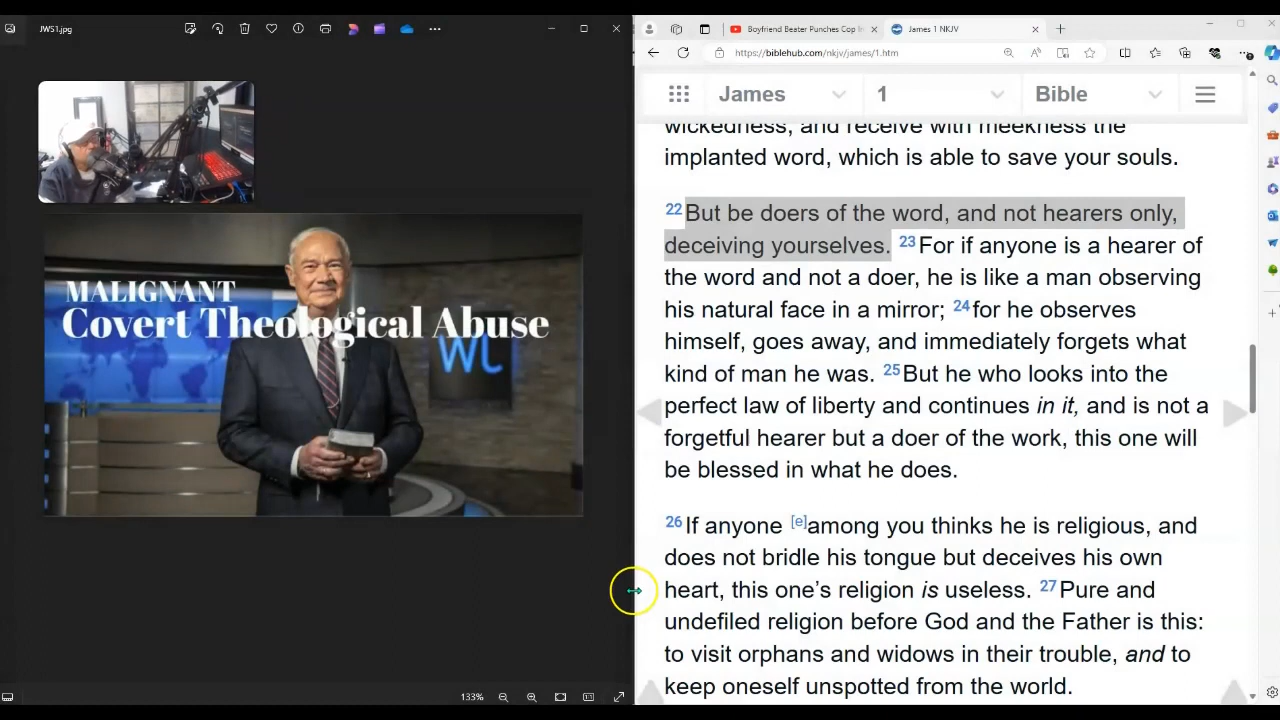 JWS1.jpg
MALIGNANT
Covert Theological Abuse
WL
133%
Boyfriend Beater Punches Cop I
James 1 NKJV
https://biblehub.com/nkjv/james/1.htm
James
1
Bible
wickedness, and receive with meekness the
implanted word, which is able to save your souls.
22 But be doers of the word, and not hearers only,
deceiving yourselves. 23 For if anyone is a hearer of
the word and not a doer, he is like a man observing
his natural face in a mirror; 24 for he observes
himself, goes away, and immediately forgets what
kind of man he was. 25 But he who looks into the
perfect law of liberty and continues in it, and is not a
forgetful hearer but a doer of the work, this one will
be blessed in what he does.
26 If anyone [e]among you thinks he is religious, and
does not bridle his tongue but deceives his own
heart, this one’s religion is useless. 27 Pure and
undefiled religion before God and the Father is this:
to visit orphans and widows in their trouble, and to
keep oneself unspotted from the world.